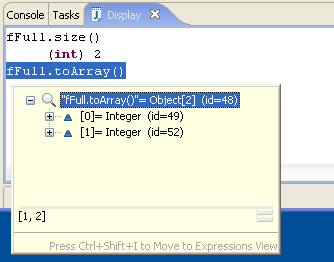 Console Tasks Display
fFull.size()
(int) 2
fFull.toArray()
"fFull.toArray()"= Object[2] (id=48)
[0]= Integer (id=49)
[1]= Integer (id=52)
[1, 2]
Press Ctrl+Shift+I to Move to Expressions View